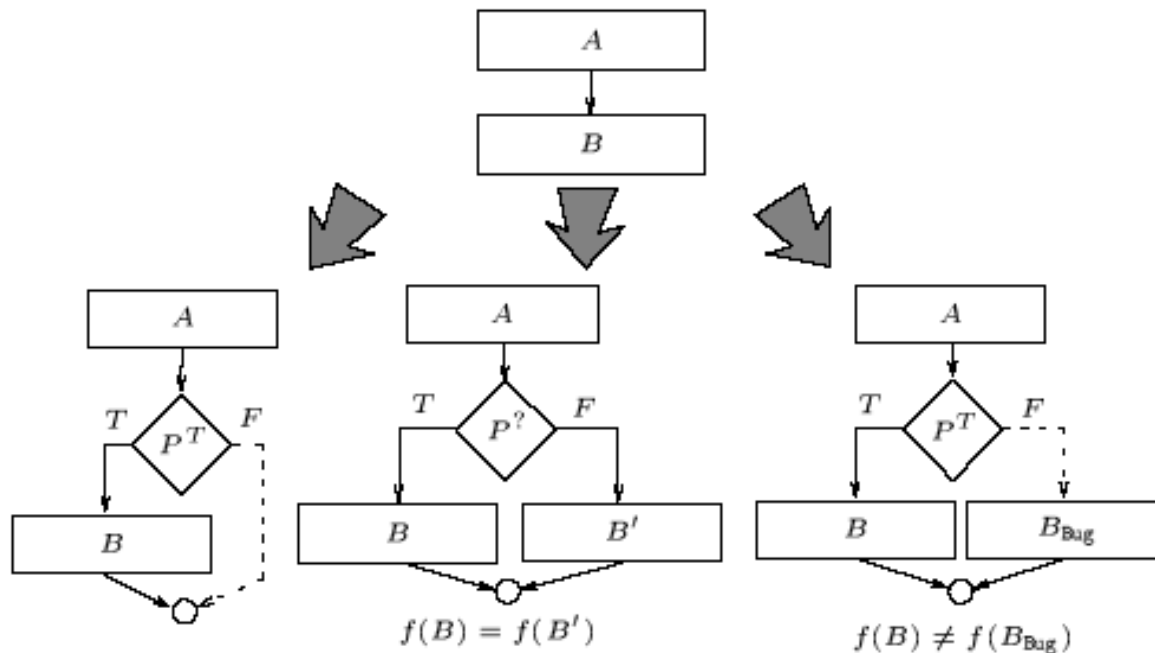 A
B
A
T P^T F
B
A
T P^? F
B B′
f(B) = f(B′)
A
T P^T F
B B_Bug
f(B) ≠ f(B_Bug)